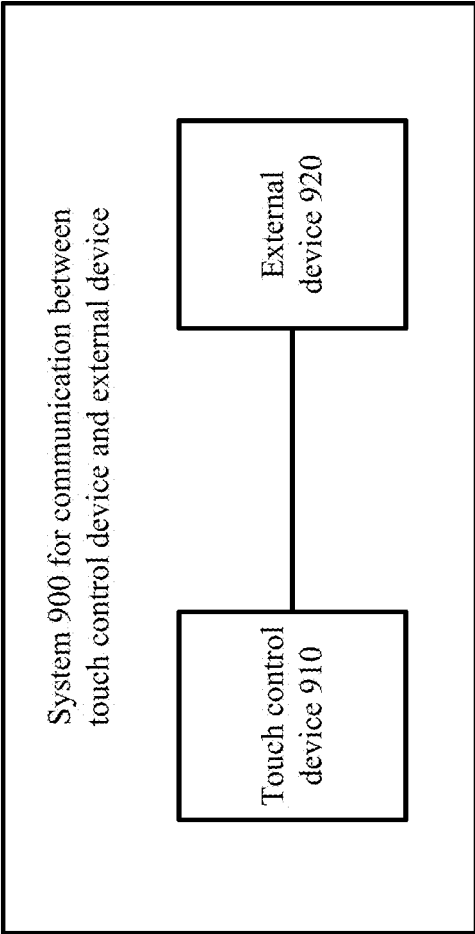 System 900 for communication between
touch control device and external device
Touch control
device 910
External
device 920